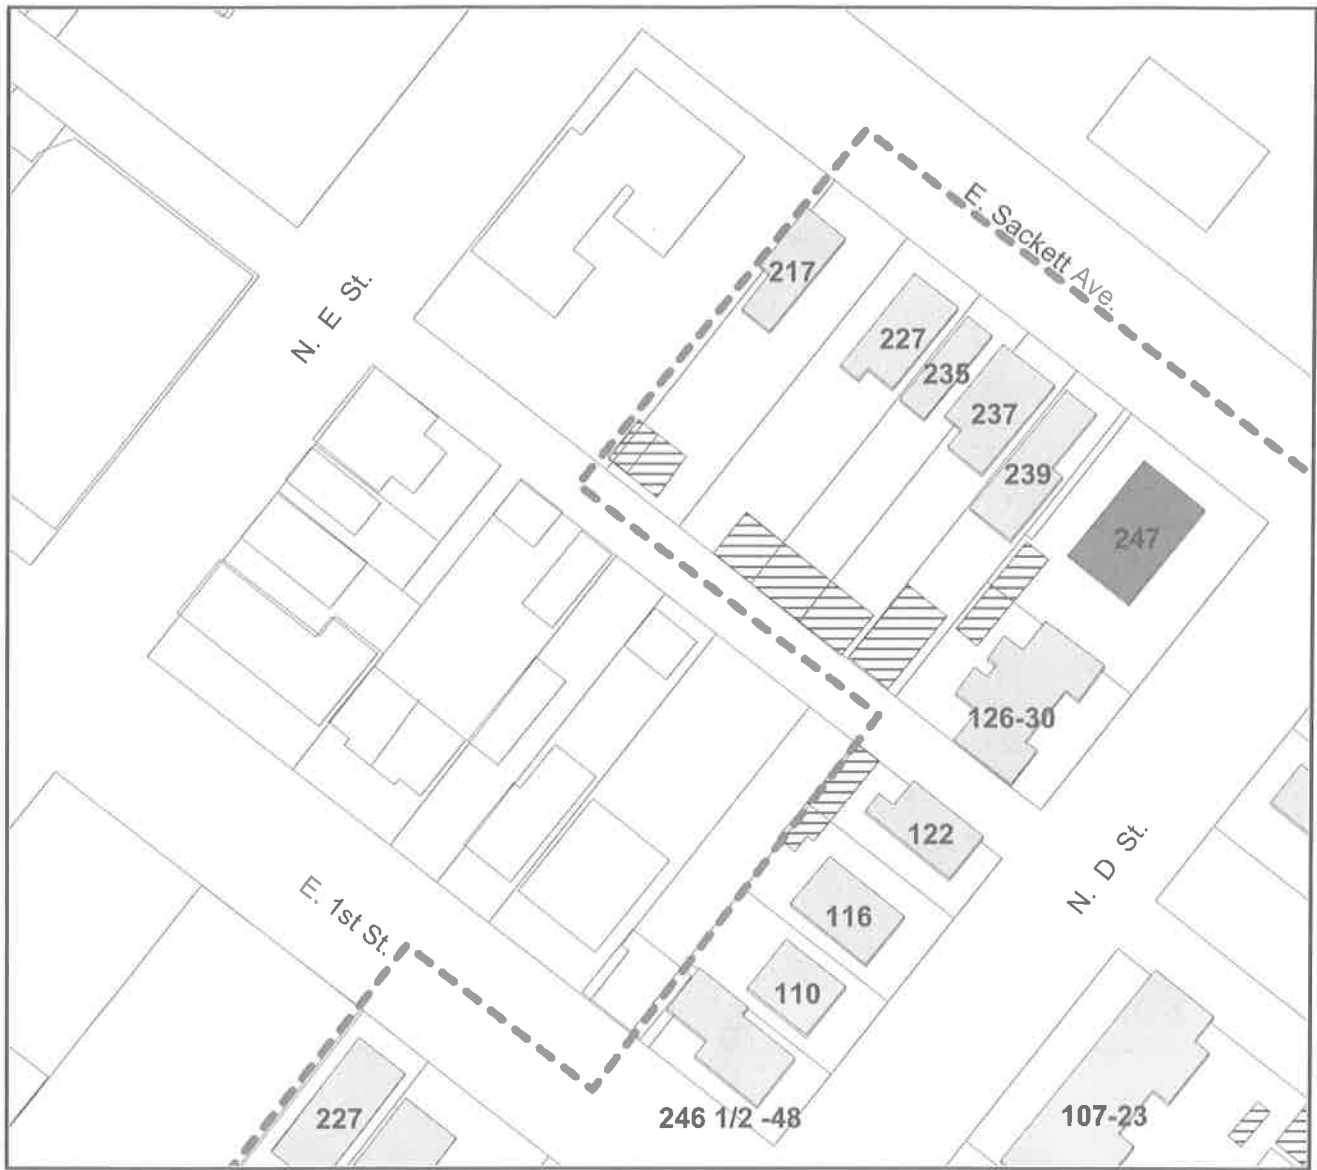 E. Sackett Ave.
217
N. E St.
227
235
237
239
247
126-30
122
N. D St.
116
E. 1st St.
110
227
246 1/2 -48
107-23